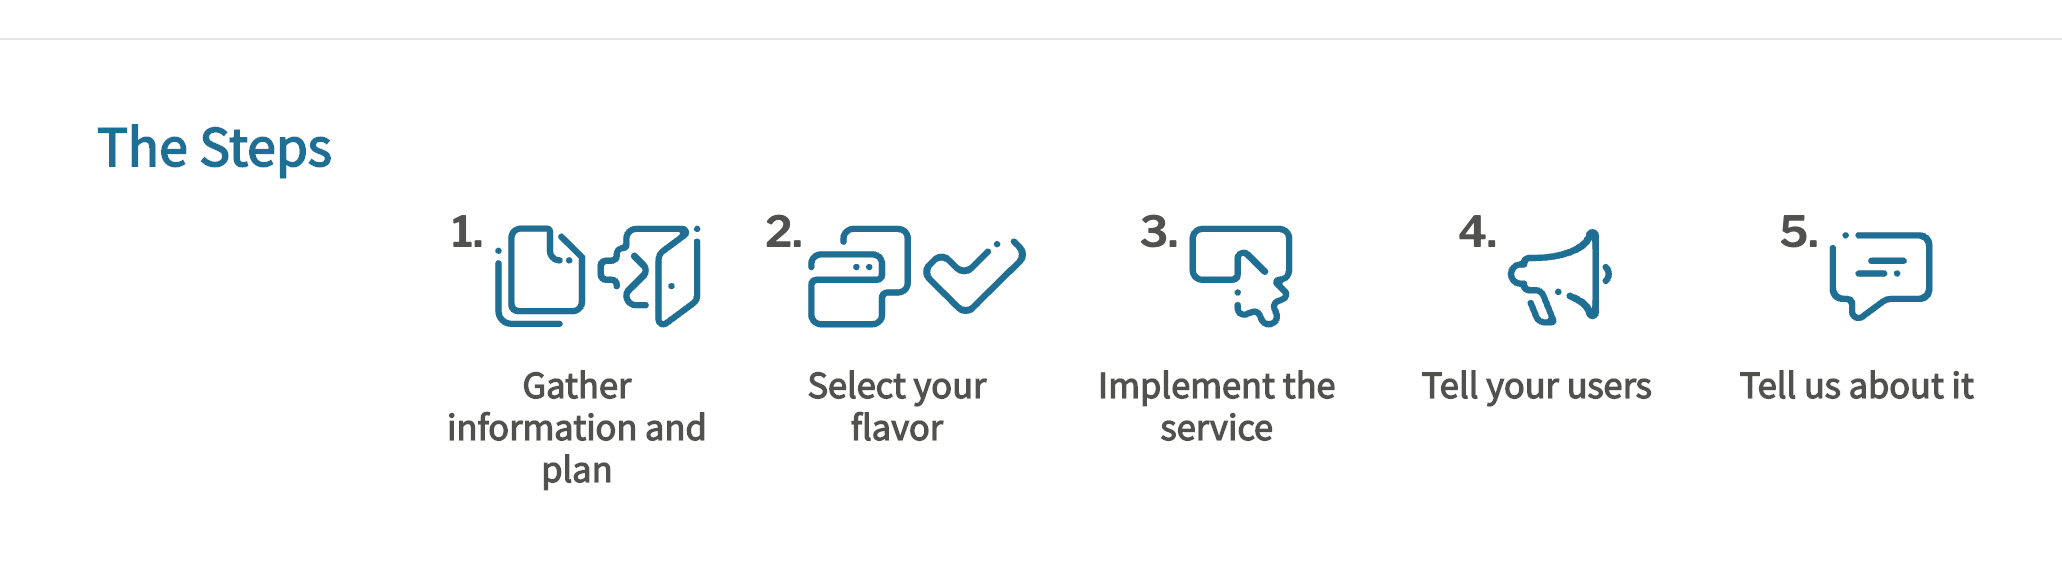 The Steps
1.
Gather
information and
plan
2.
Select your
flavor
3.
Implement the
service
4.
Tell your users
5.
Tell us about it